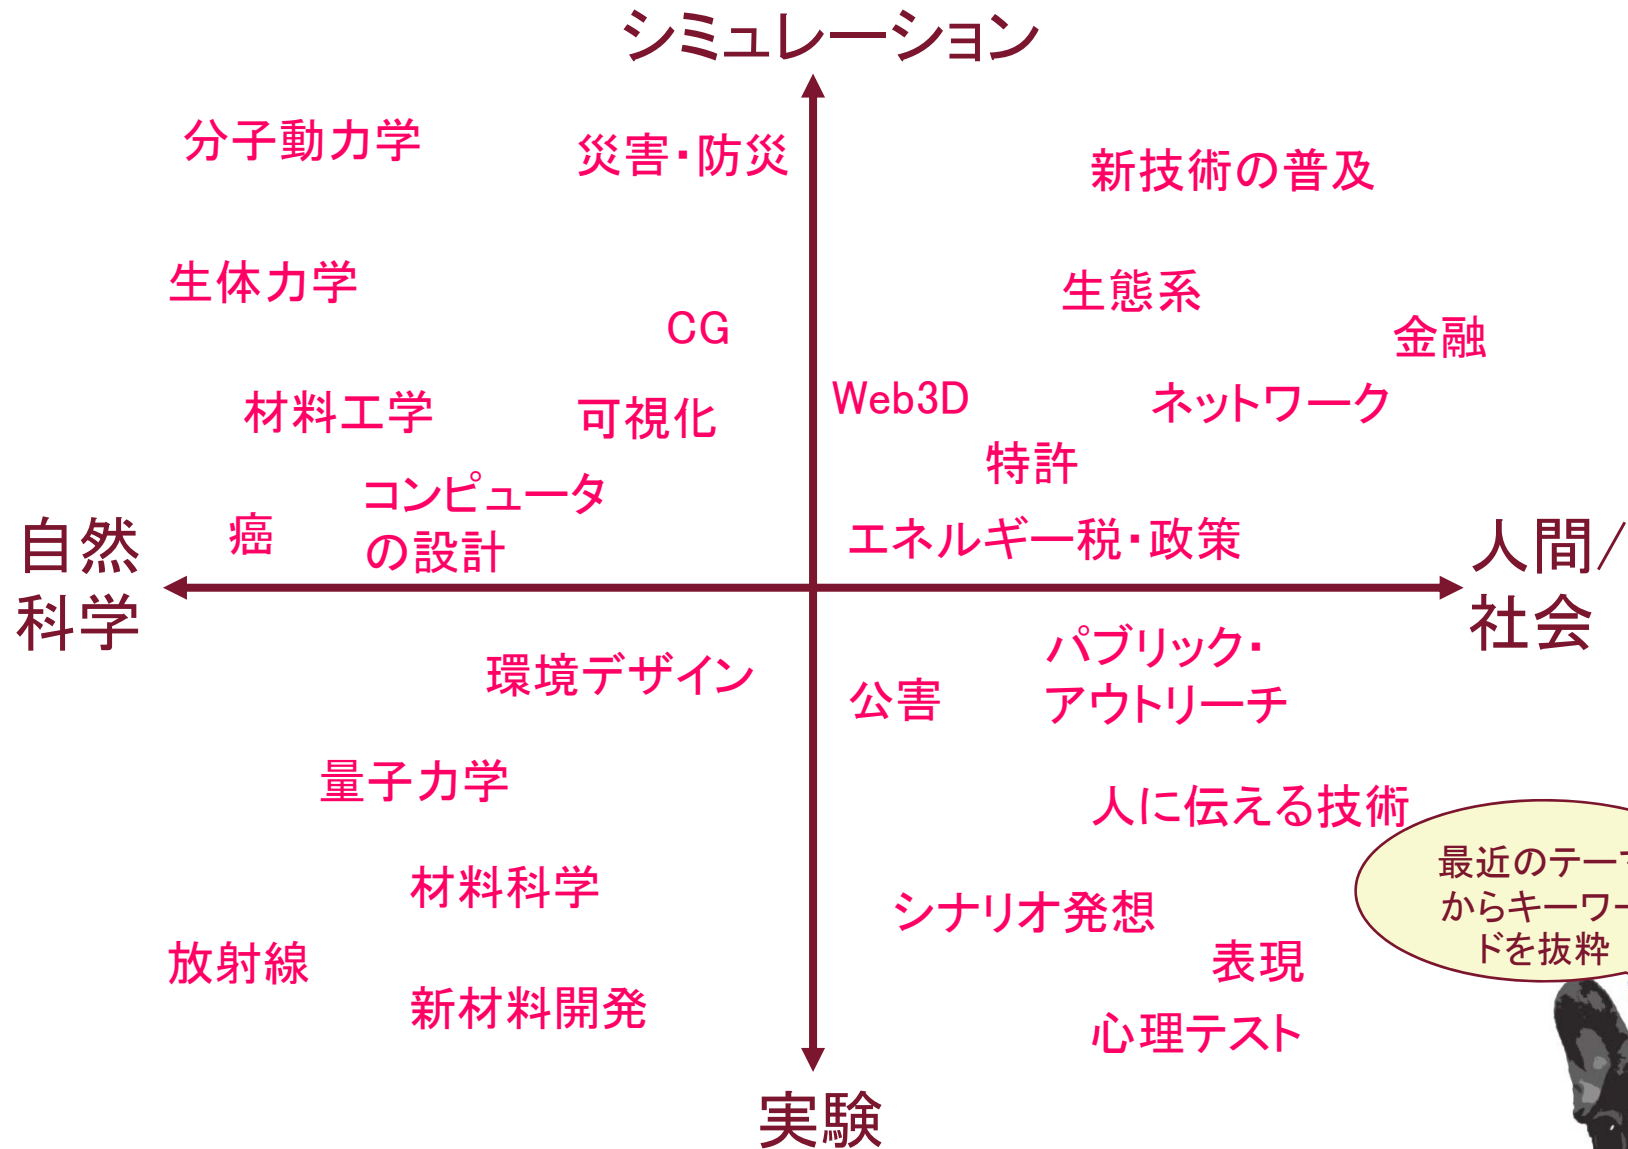 シミュレーション
分子動力学
災害・防災
新技術の普及
生体力学
生態系
CG
金融
材料工学
可視化
Web3D
ネットワーク
特許
コンピュータ
の設計
癌
エネルギー税・政策
自然
科学
人間/
社会
環境デザイン
公害
パブリック・
アウトリーチ
量子力学
人に伝える技術
材料科学
シナリオ発想
最近のテーマ
からキーワー
ドを抜粋
放射線
表現
新材料開発
心理テスト
実験